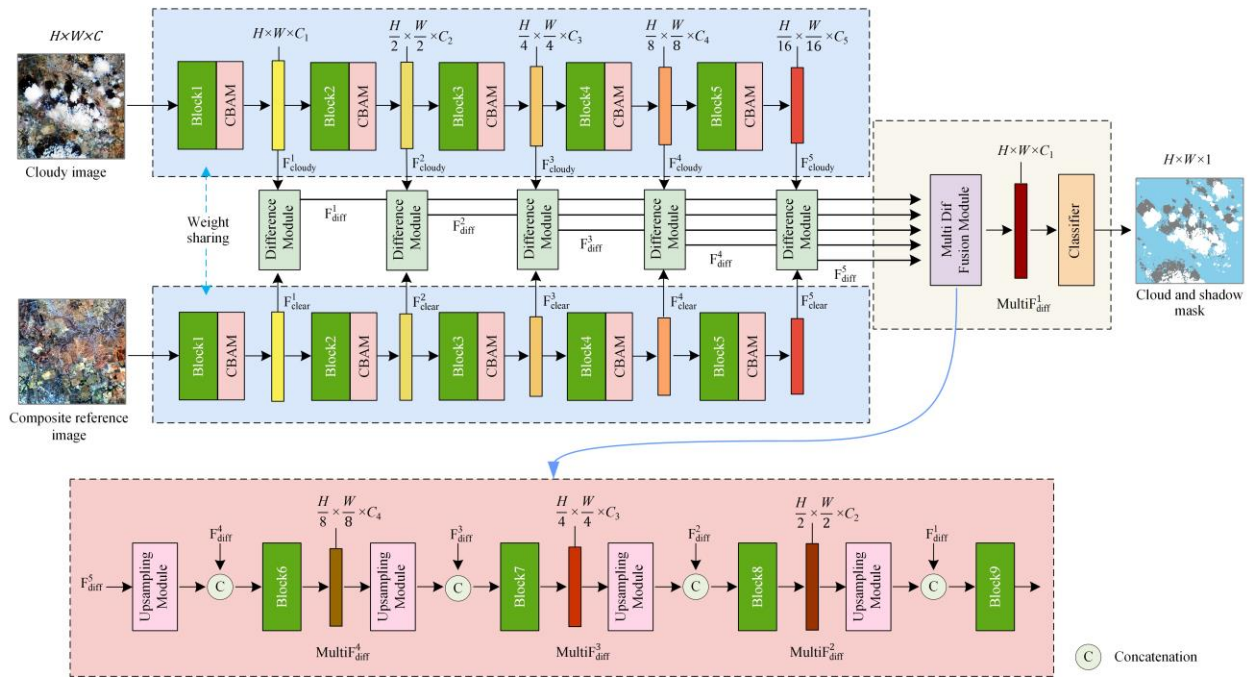 H×W×C
Cloudy image
Block1
CBAM
H×W×C₁
Block2
CBAM
H/2 × W/2 ×C₂
Block3
CBAM
H/4 × W/4 ×C₃
Block4
CBAM
H/8 × W/8 ×C₄
Block5
CBAM
H/16 × W/16 ×C₅
F¹cloudy
F²cloudy
F³cloudy
F⁴cloudy
F⁵cloudy
Weight
sharing
Difference
Module
Difference
Module
Difference
Module
Difference
Module
Difference
Module
F¹diff
F²diff
F³diff
F⁴diff
F⁵diff
F¹clear
F²clear
F³clear
F⁴clear
F⁵clear
Block1
CBAM
Block2
CBAM
Block3
CBAM
Block4
CBAM
Block5
CBAM
Composite reference
image
Multi Dif
Fusion Module
H×W×C₁
MultiF¹diff
Classifier
H×W×1
Cloud and shadow
mask
F⁵diff
Upsampling
Module
F⁴diff
C
Block6
H/8 × W/8 ×C₄
MultiF⁴diff
Upsampling
Module
F³diff
C
Block7
H/4 × W/4 ×C₃
MultiF³diff
Upsampling
Module
F²diff
C
Block8
H/2 × W/2 ×C₂
MultiF²diff
Upsampling
Module
F¹diff
C
Block9
C Concatenation